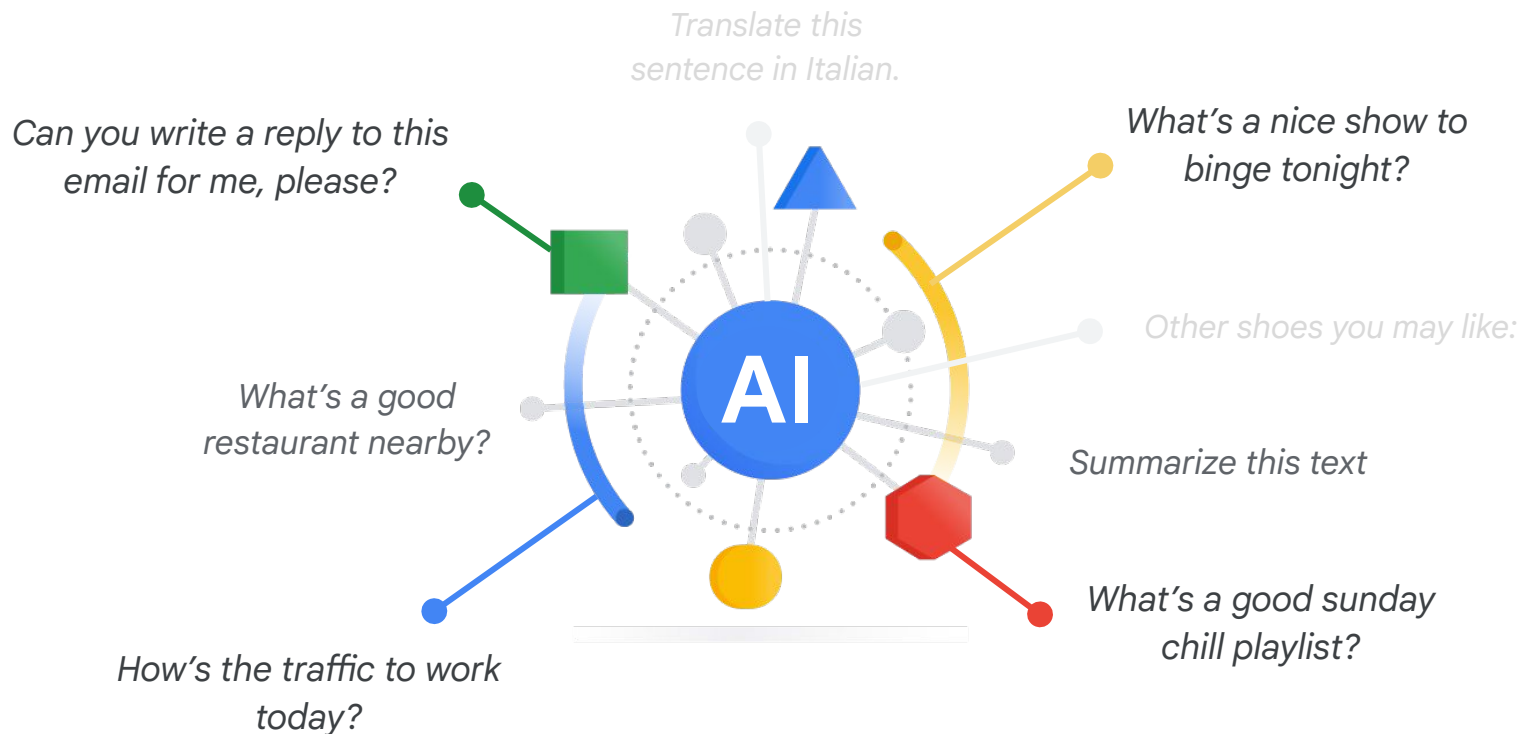 Translate this
sentence in Italian.
Can you write a reply to this
email for me, please?
What's a nice show to
binge tonight?
Other shoes you may like:
AI
What's a good
restaurant nearby?
Summarize this text
What's a good sunday
chill playlist?
How's the traffic to work
today?